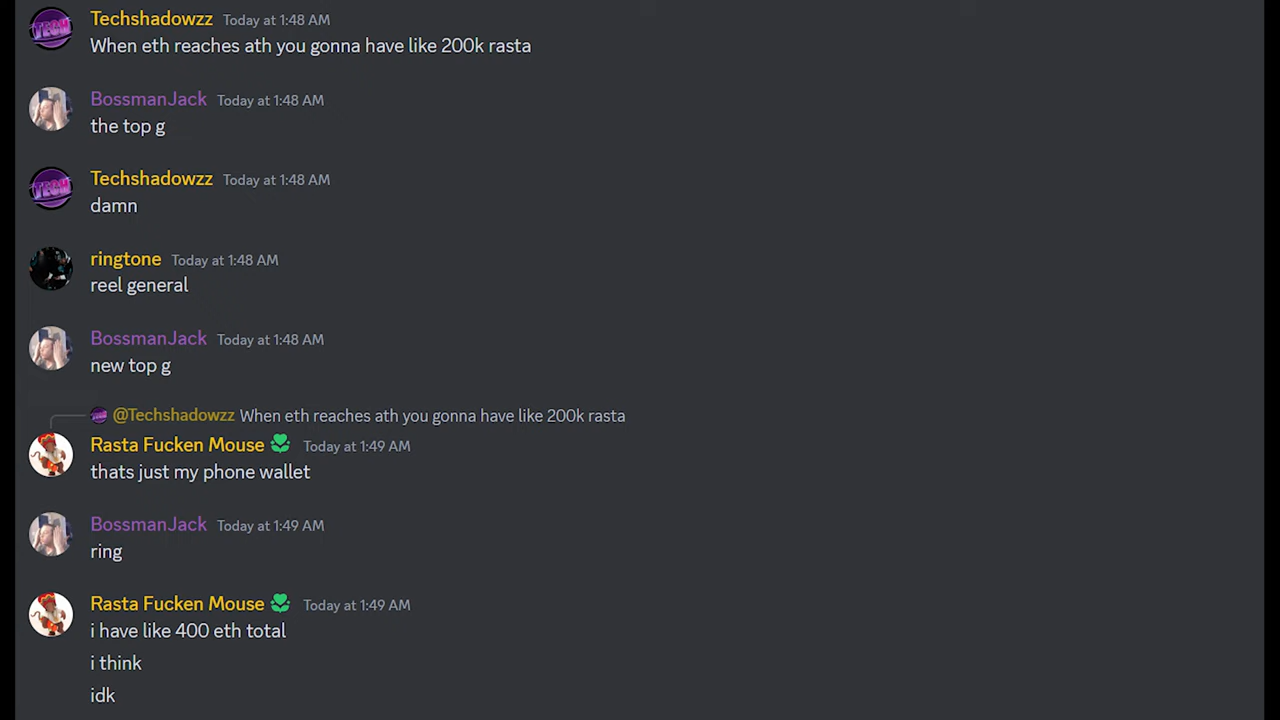 Techshadowzz Today at 1:48 AM
When eth reaches ath you gonna have like 200k rasta
BossmanJack Today at 1:48 AM
the top g
TECH
Techshadowzz Today at 1:48 AM
damn
ringtone Today at 1:48 AM
reel general
BossmanJack Today at 1:48 AM
new top g
@Techshadowzz When eth reaches ath you gonna have like 200k rasta
Rasta Fucken Mouse Today at 1:49 AM
thats just my phone wallet
BossmanJack Today at 1:49 AM
ring
Rasta Fucken Mouse Today at 1:49 AM
i have like 400 eth total
i think
idk